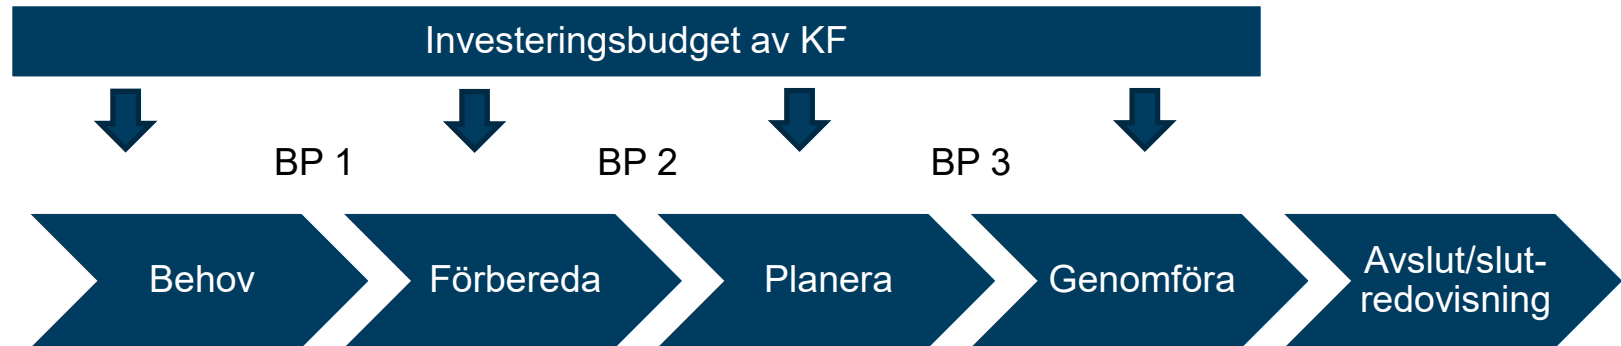 Investeringsbudget av KF
BP 1
BP 2
BP 3
Behov
Förbereda
Planera
Genomföra
Avslut/slut-
redovisning